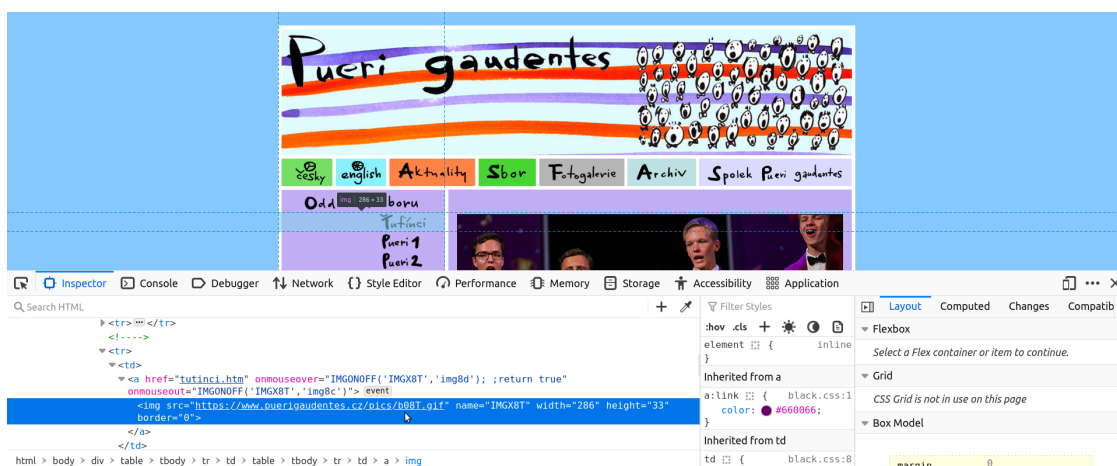 Pueri gaudentes
česky english Aktuality Sbor Fotogalerie Archiv Spolek Pueri gaudentes
Odd boru
img | 286 × 33
Tutínci
Pueri 1
Pueri 2
Inspector Console Debugger Network {} Style Editor Performance Memory Storage Accessibility Application
Search HTML
<tr> ... </tr>
<!---->
<tr>
<td>
<a href="tutinci.htm" onmouseover="IMGONOFF('IMGX8T','img8d'); ;return true"
onmouseout="IMGONOFF('IMGX8T','img8c')"> event
<img src="https://www.puerigaudentes.cz/pics/b08T.gif" name="IMGX8T" width="286" height="33"
border="0">
</a>
</td>
html > body > div > table > tbody > tr > td > table > tbody > tr > td > a > img
Filter Styles
:hov .cls +
element { inline
}
Inherited from a
a:link { black.css:1
color: #660066;
}
Inherited from td
td { black.css:8
Layout Computed Changes Compatib
Flexbox
Select a Flex container or item to continue.
Grid
CSS Grid is not in use on this page
Box Model
margin 0